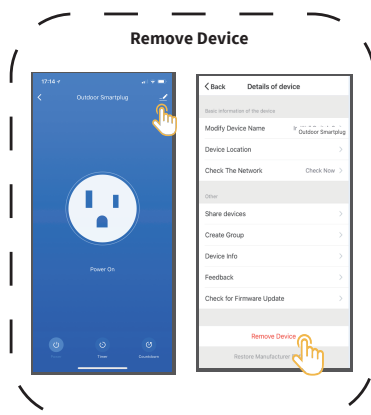 Remove Device
17:14
Outdoor Smartplug
Power On
Timer
Countdown
Back Details of device
Basic information of the device
Modify Device Name Outdoor Smartplug
Device Location
Check The Network Check Now
Other
Share devices
Create Group
Device Info
Feedback
Check for Firmware Update
Remove Device
Restore Manufacturer